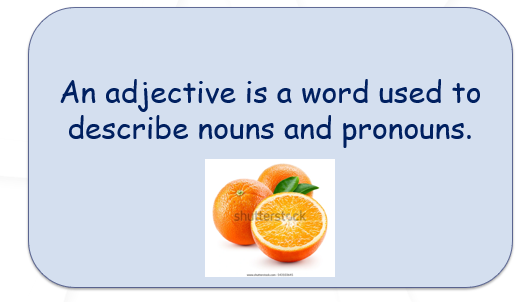 An adjective is a word used to
describe nouns and pronouns.
shutterstock